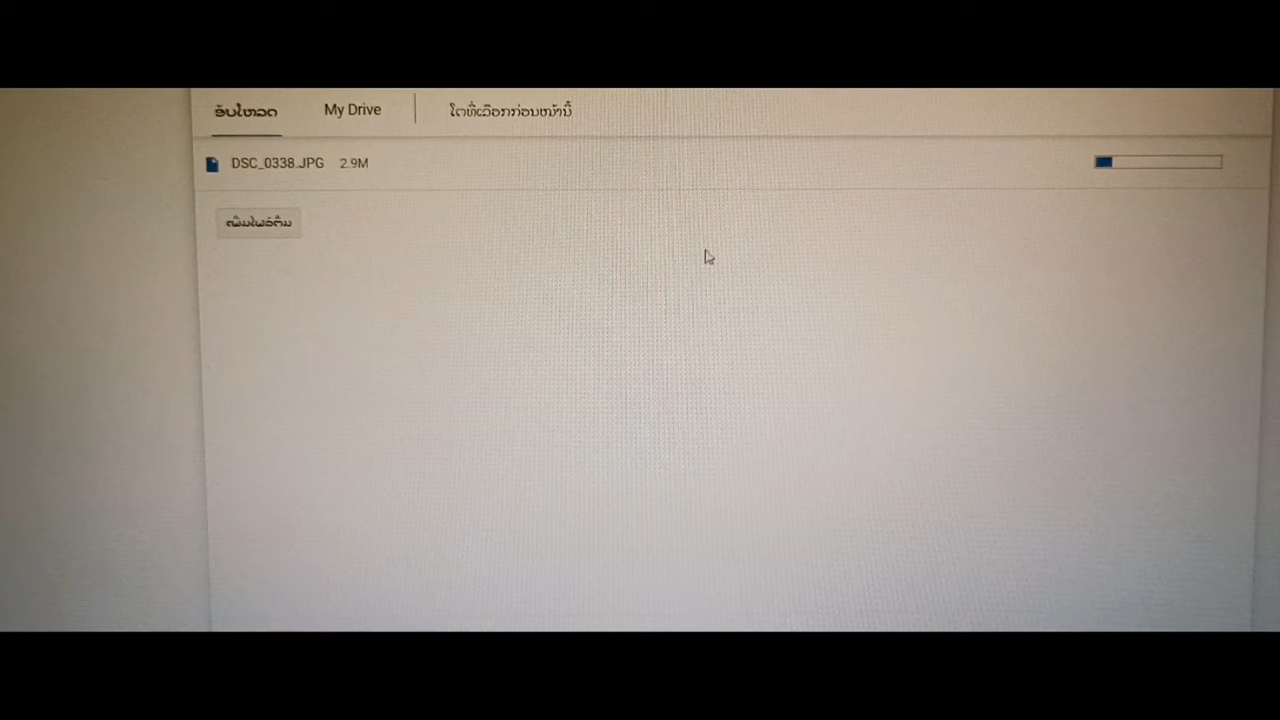 ອັບໂຫລດ My Drive ໂຕທີ່ເລືອກກ່ອນໜ້ານີ້
DSC_0338.JPG 2.9M
ເພີ່ມໄຟລ໌ຕື່ມ